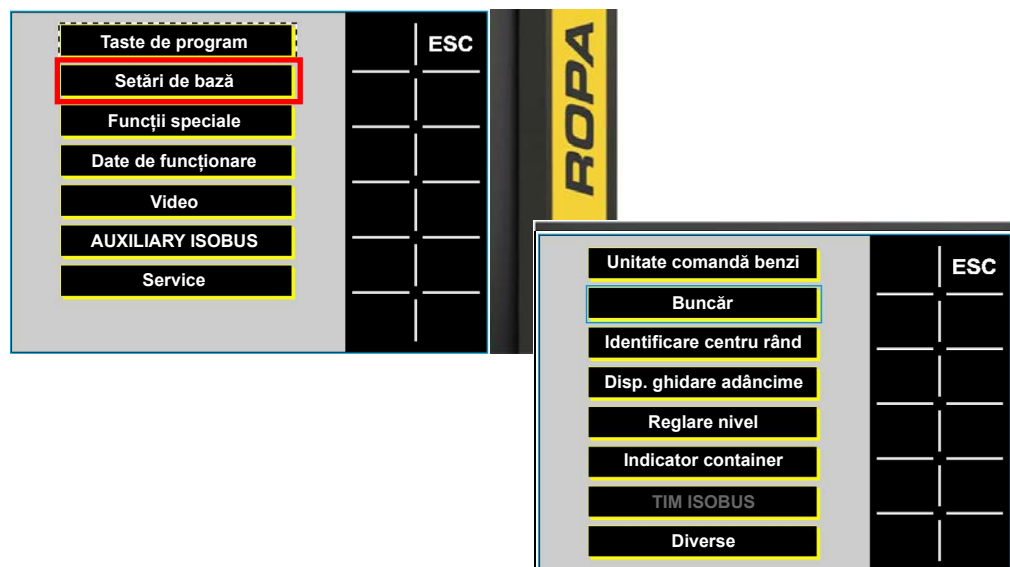 Taste de program
ESC
Setări de bază
Funcții speciale
Date de funcționare
Video
AUXILIARY ISOBUS
Service
ROPA
Unitate comandă benzi
ESC
Buncăr
Identificare centru rând
Disp. ghidare adâncime
Reglare nivel
Indicator container
TIM ISOBUS
Diverse